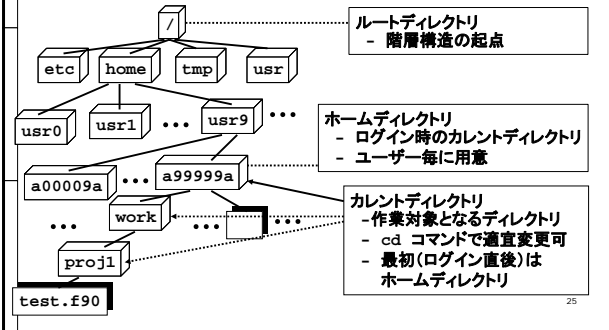 /
ルートディレクトリ
- 階層構造の起点
etc home tmp usr
usr0 usr1 ••• usr9 •••
ホームディレクトリ
- ログイン時のカレントディレクトリ
- ユーザー毎に用意
a00009a ••• a99999a
カレントディレクトリ
-作業対象となるディレクトリ
- cd コマンドで適宜変更可
- 最初(ログイン直後)は
ホームディレクトリ
••• work ••• •••
proj1
test.f90
25